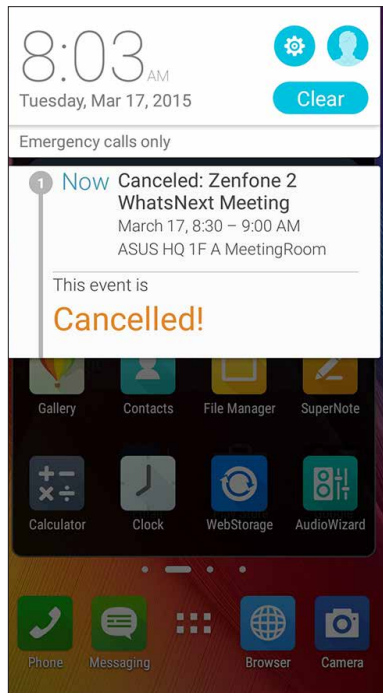 8:03 AM
Tuesday, Mar 17, 2015
Clear
Emergency calls only
1 Now Canceled: Zenfone 2
WhatsNext Meeting
March 17, 8:30 – 9:00 AM
ASUS HQ 1F A MeetingRoom
This event is
Cancelled!
Gallery Contacts File Manager SuperNote
Calculator Clock WebStorage AudioWizard
Phone Messaging Browser Camera